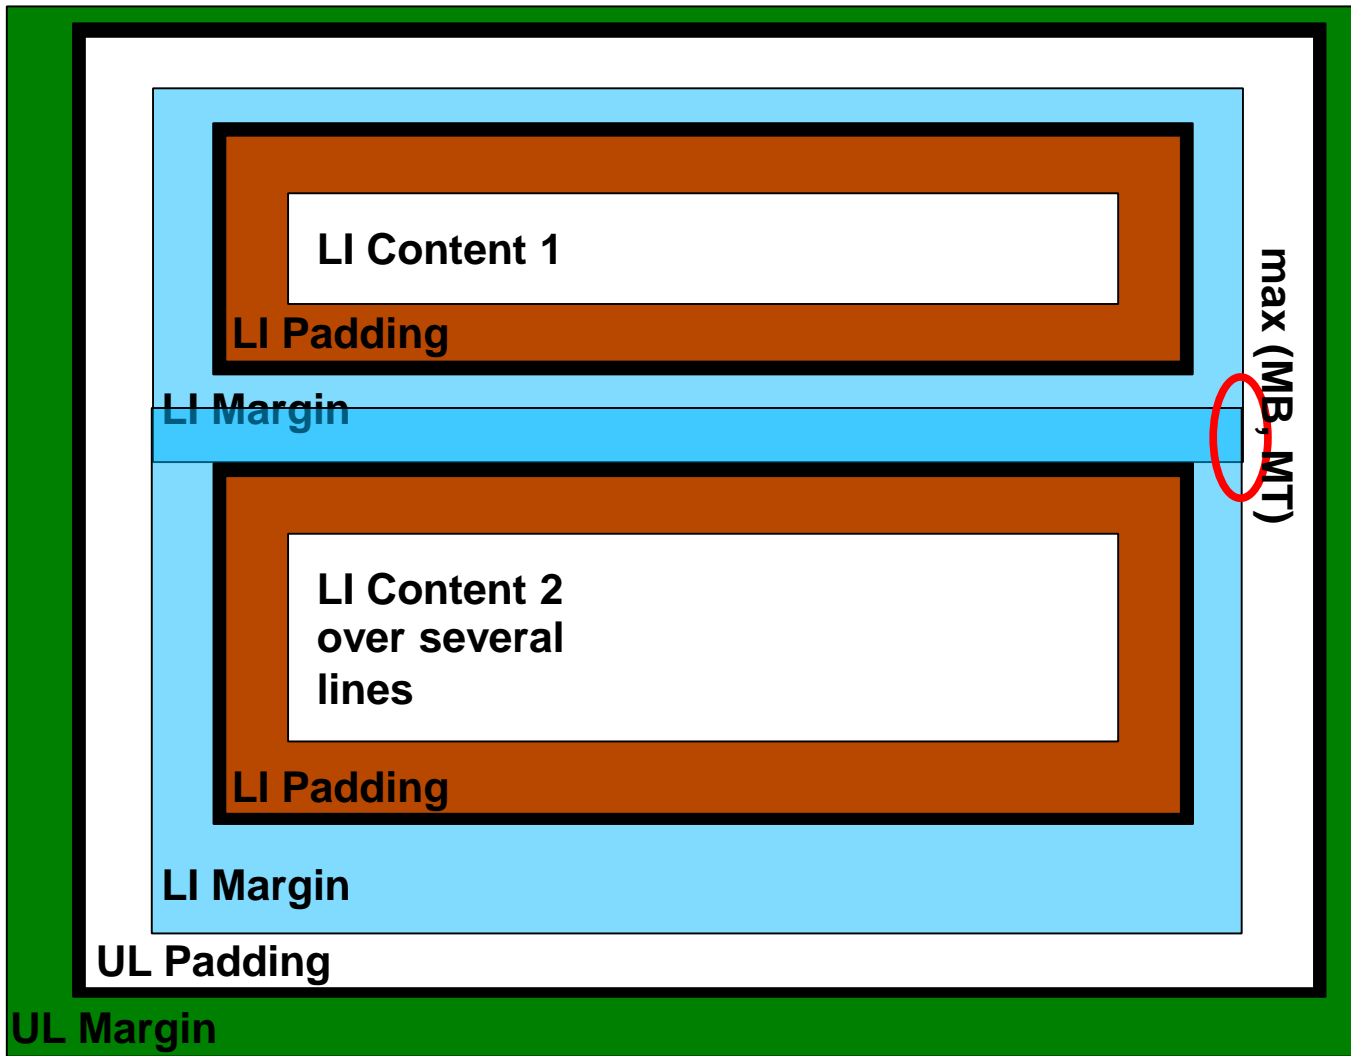 LI Content 1
LI Padding
LI Margin
max (MB, MT)
LI Content 2
over several
lines
LI Padding
LI Margin
UL Padding
UL Margin